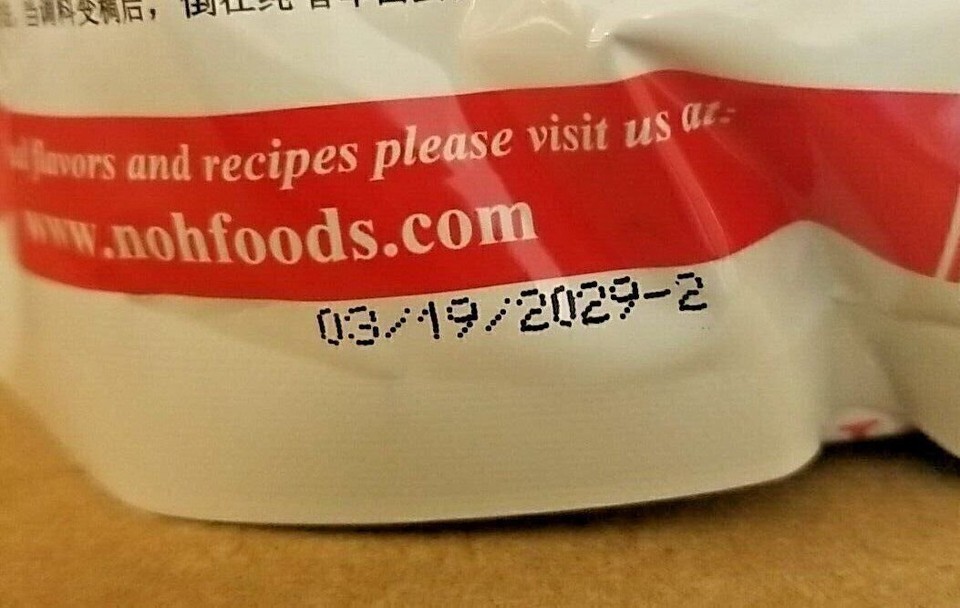 当调料变稠后，
flavors and recipes please visit us at:
www.nohfoods.com
03/19/2029-2